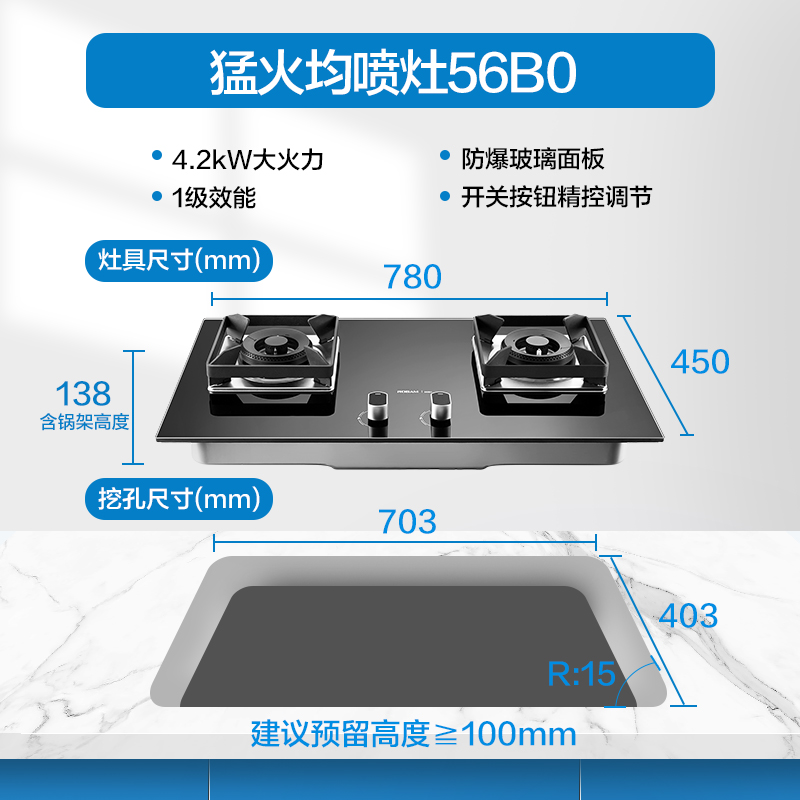 猛火均喷灶56B0
4.2kW大火力
防爆玻璃面板
1级效能
开关按钮精控调节
灶具尺寸(mm)
780
450
138
含锅架高度
ROBAM
挖孔尺寸(mm)
703
403
R:15
建议预留高度≧100mm